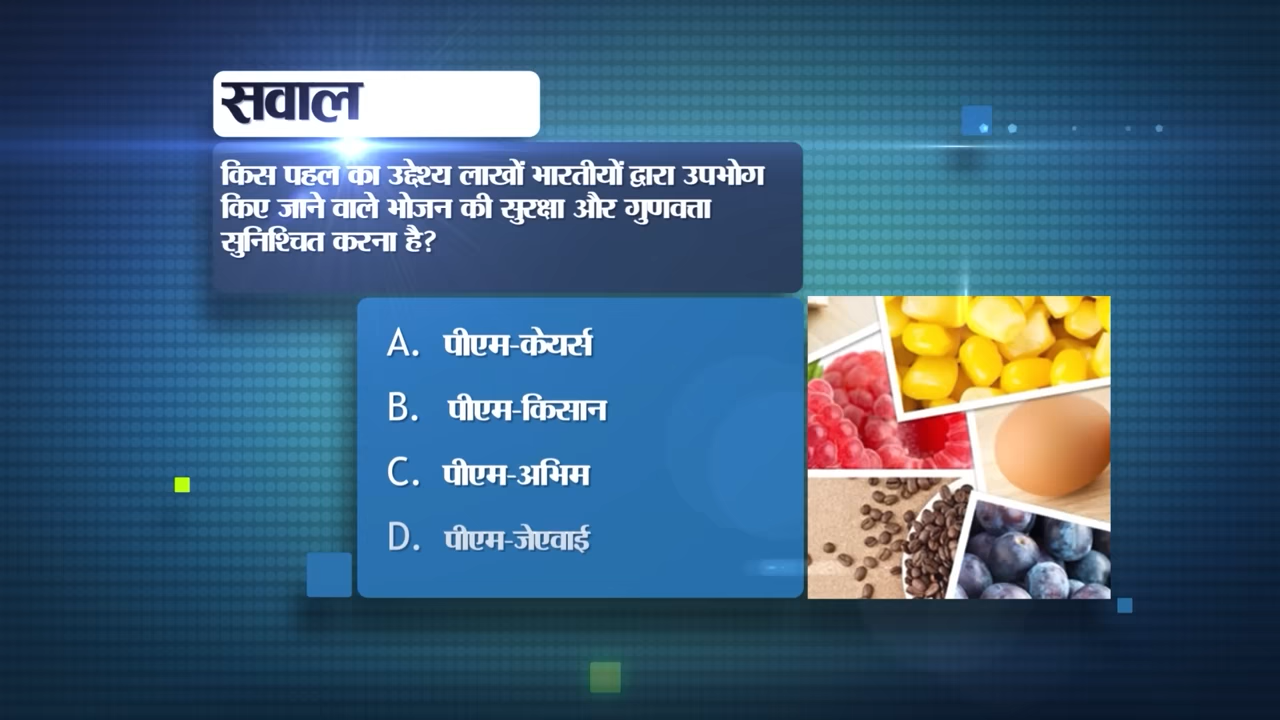 सवाल
किस पहल का उद्देश्य लाखों भारतीयों द्वारा उपभोग
किए जाने वाले भोजन की सुरक्षा और गुणवत्ता
सुनिश्चित करना है?
A. पीएम-केयर्स
B. पीएम-किसान
C. पीएम-अभिम
D. पीएम-जेएवाई